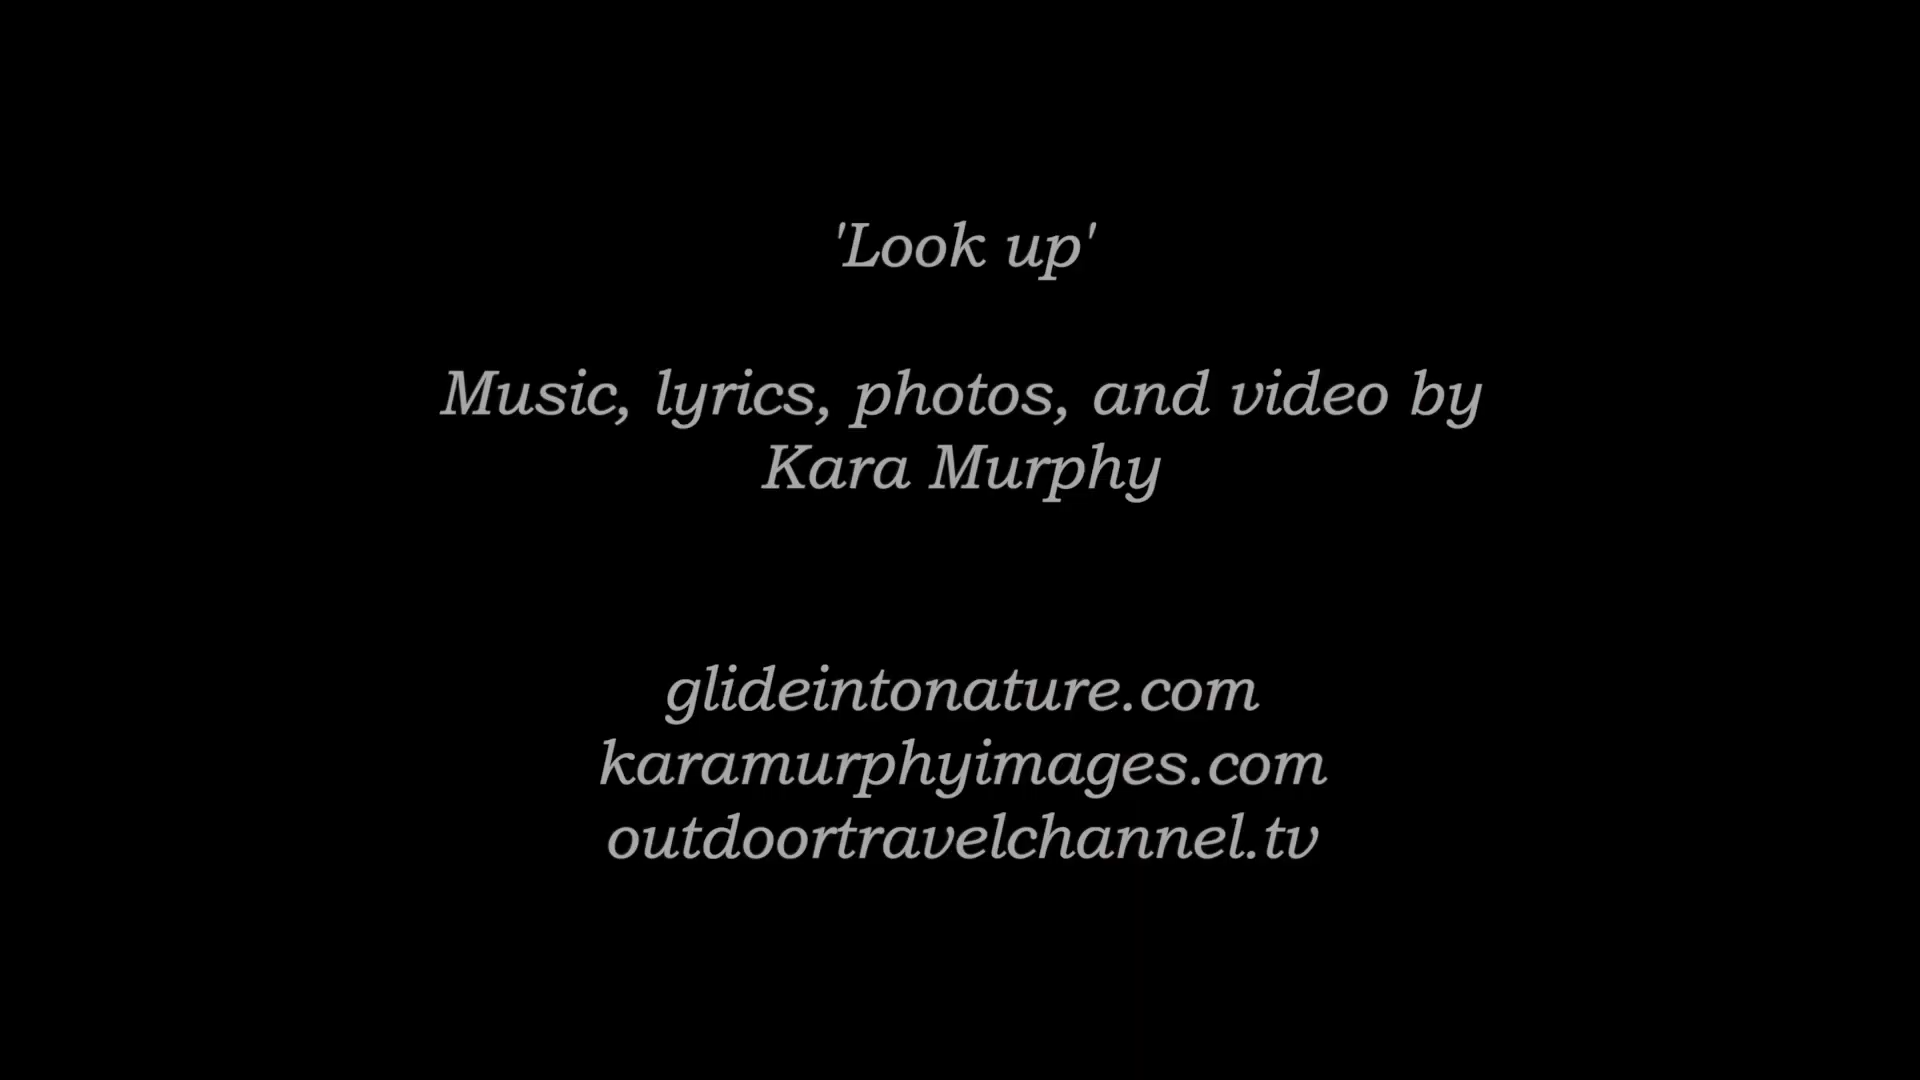 'Look up'
Music, lyrics, photos, and video by
Kara Murphy
glideintonature.com
karamurphyimages.com
outdoortravelchannel.tv